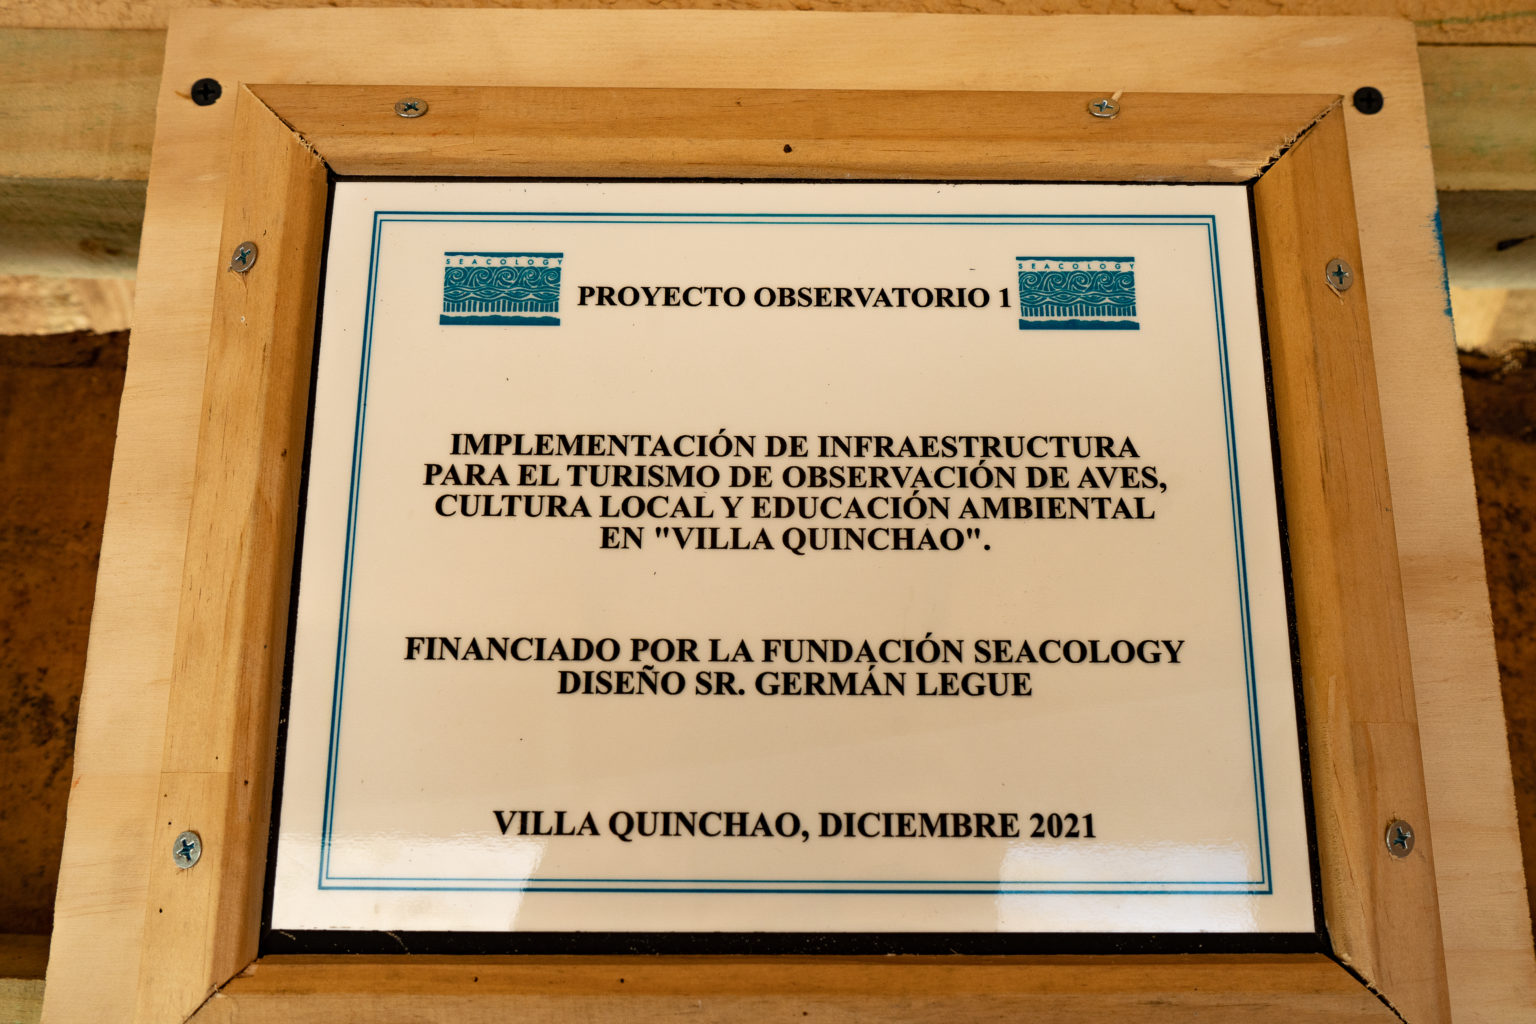 SEACOLOGY
PROYECTO OBSERVATORIO 1
SEACOLOGY
IMPLEMENTACIÓN DE INFRAESTRUCTURA
PARA EL TURISMO DE OBSERVACIÓN DE AVES,
CULTURA LOCAL Y EDUCACIÓN AMBIENTAL
EN "VILLA QUINCHAO".
FINANCIADO POR LA FUNDACIÓN SEACOLOGY
DISEÑO SR. GERMÁN LEGUE
VILLA QUINCHAO, DICIEMBRE 2021